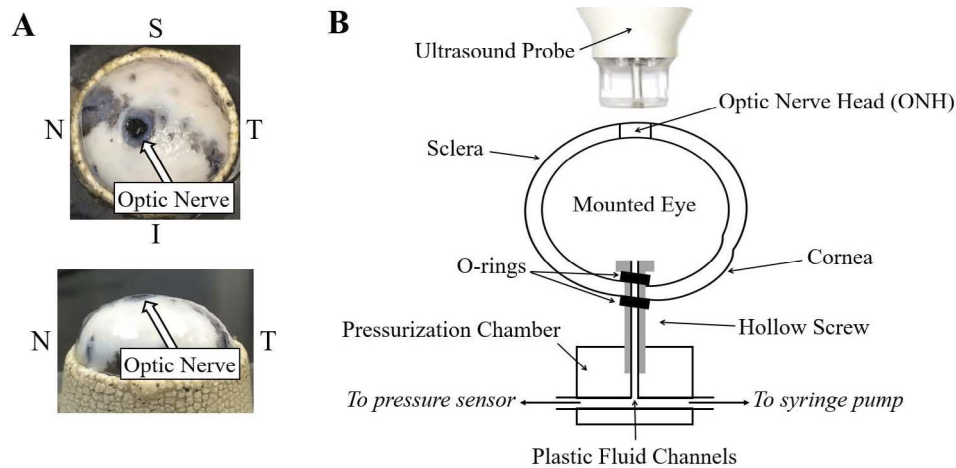 A
S
N
T
Optic Nerve
I
N
T
Optic Nerve
B
Ultrasound Probe
Optic Nerve Head (ONH)
Sclera
Mounted Eye
O-rings
Cornea
Pressurization Chamber
Hollow Screw
To pressure sensor
To syringe pump
Plastic Fluid Channels